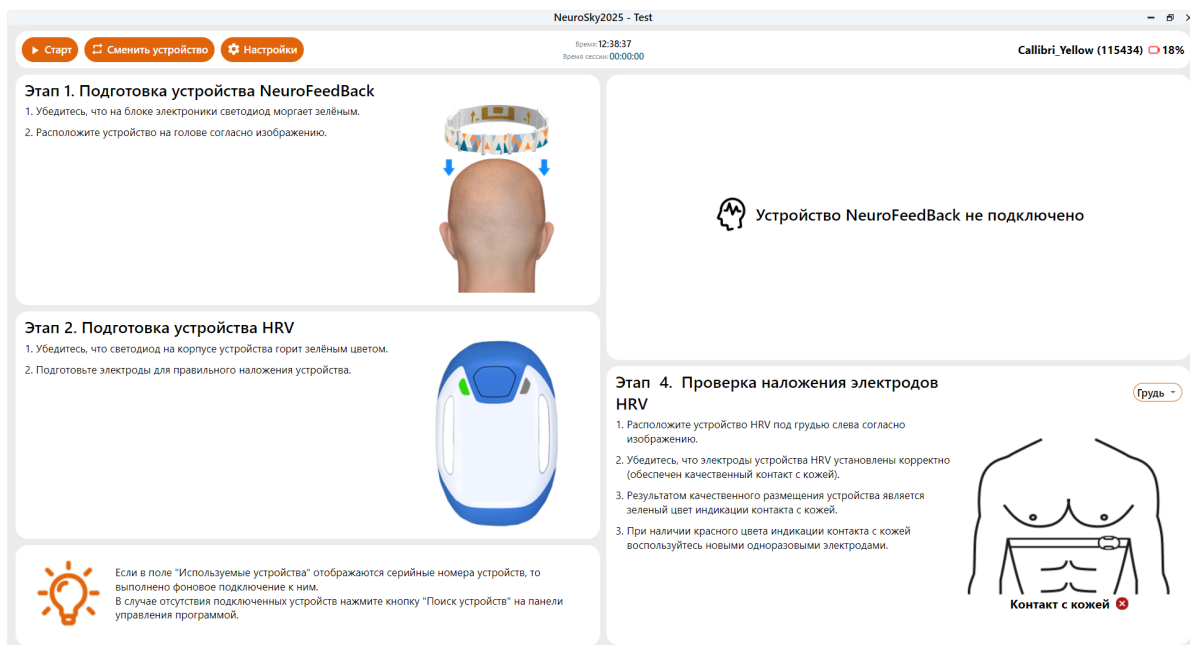 NeuroSky2025 - Test
Старт
Сменить устройство
Настройки
Время: 12:38:37
Время сессии: 00:00:00
Callibri_Yellow (115434) 18%
Этап 1. Подготовка устройства NeuroFeedBack
1. Убедитесь, что на блоке электроники светодиод моргает зелёным.
2. Расположите устройство на голове согласно изображению.
Этап 2. Подготовка устройства HRV
1. Убедитесь, что светодиод на корпусе устройства горит зелёным цветом.
2. Подготовьте электроды для правильного наложения устройства.
Если в поле "Используемые устройства" отображаются серийные номера устройств, то
выполнено фоновое подключение к ним.
В случае отсутствия подключенных устройств нажмите кнопку "Поиск устройств" на панели
управления программой.
Устройство NeuroFeedBack не подключено
Этап 4. Проверка наложения электродов
HRV
Грудь
1. Расположите устройство HRV под грудью слева согласно
изображению.
2. Убедитесь, что электроды устройства HRV установлены корректно
(обеспечен качественный контакт с кожей).
3. Результатом качественного размещения устройства является
зеленый цвет индикации контакта с кожей.
3. При наличии красного цвета индикации контакта с кожей
воспользуйтесь новыми одноразовыми электродами.
Контакт с кожей